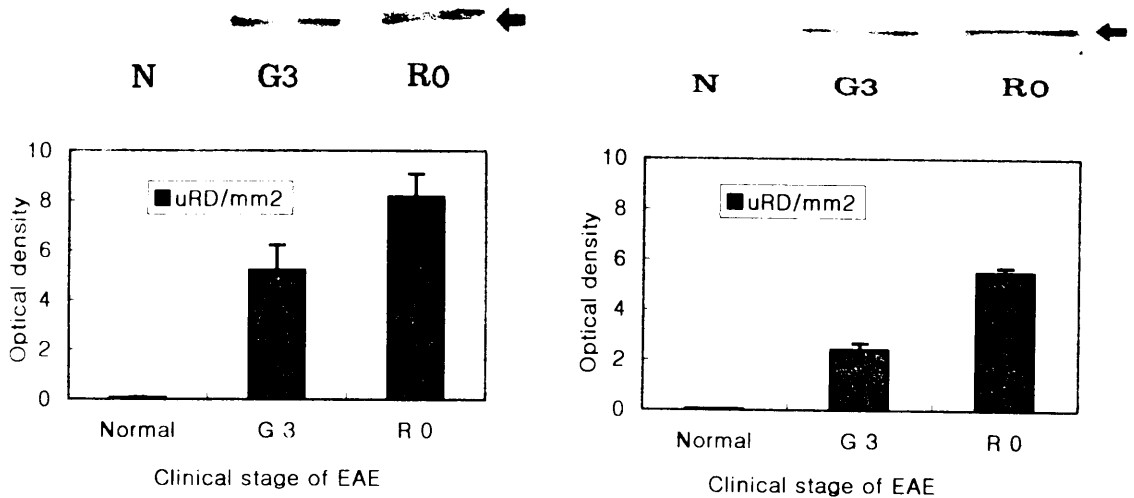 N G3 R0
10
uRD/mm2
8
6
4
2
0
Optical density
Normal G 3 R 0
Clinical stage of EAE
N G3 R0
10
uRD/mm2
8
6
4
2
0
Optical density
Normal G 3 R 0
Clinical stage of EAE